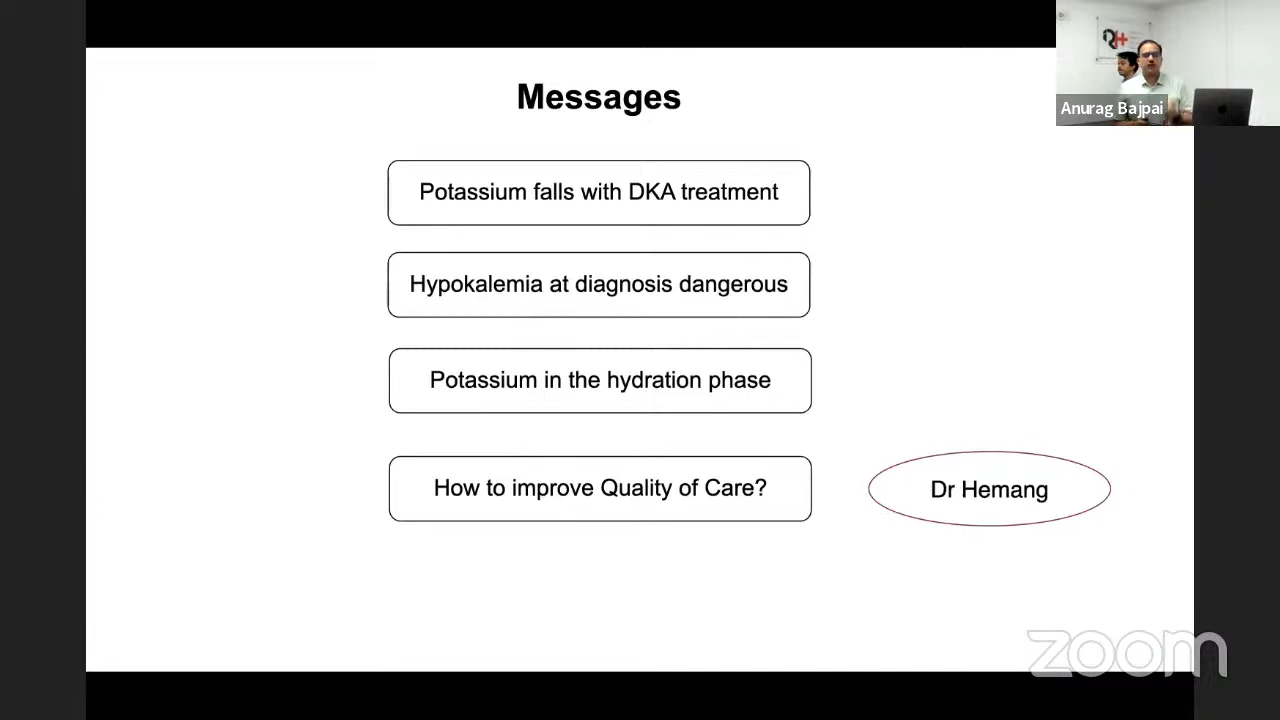 Messages
Anurag Bajpai
Potassium falls with DKA treatment
Hypokalemia at diagnosis dangerous
Potassium in the hydration phase
How to improve Quality of Care?
Dr Hemang
zoom